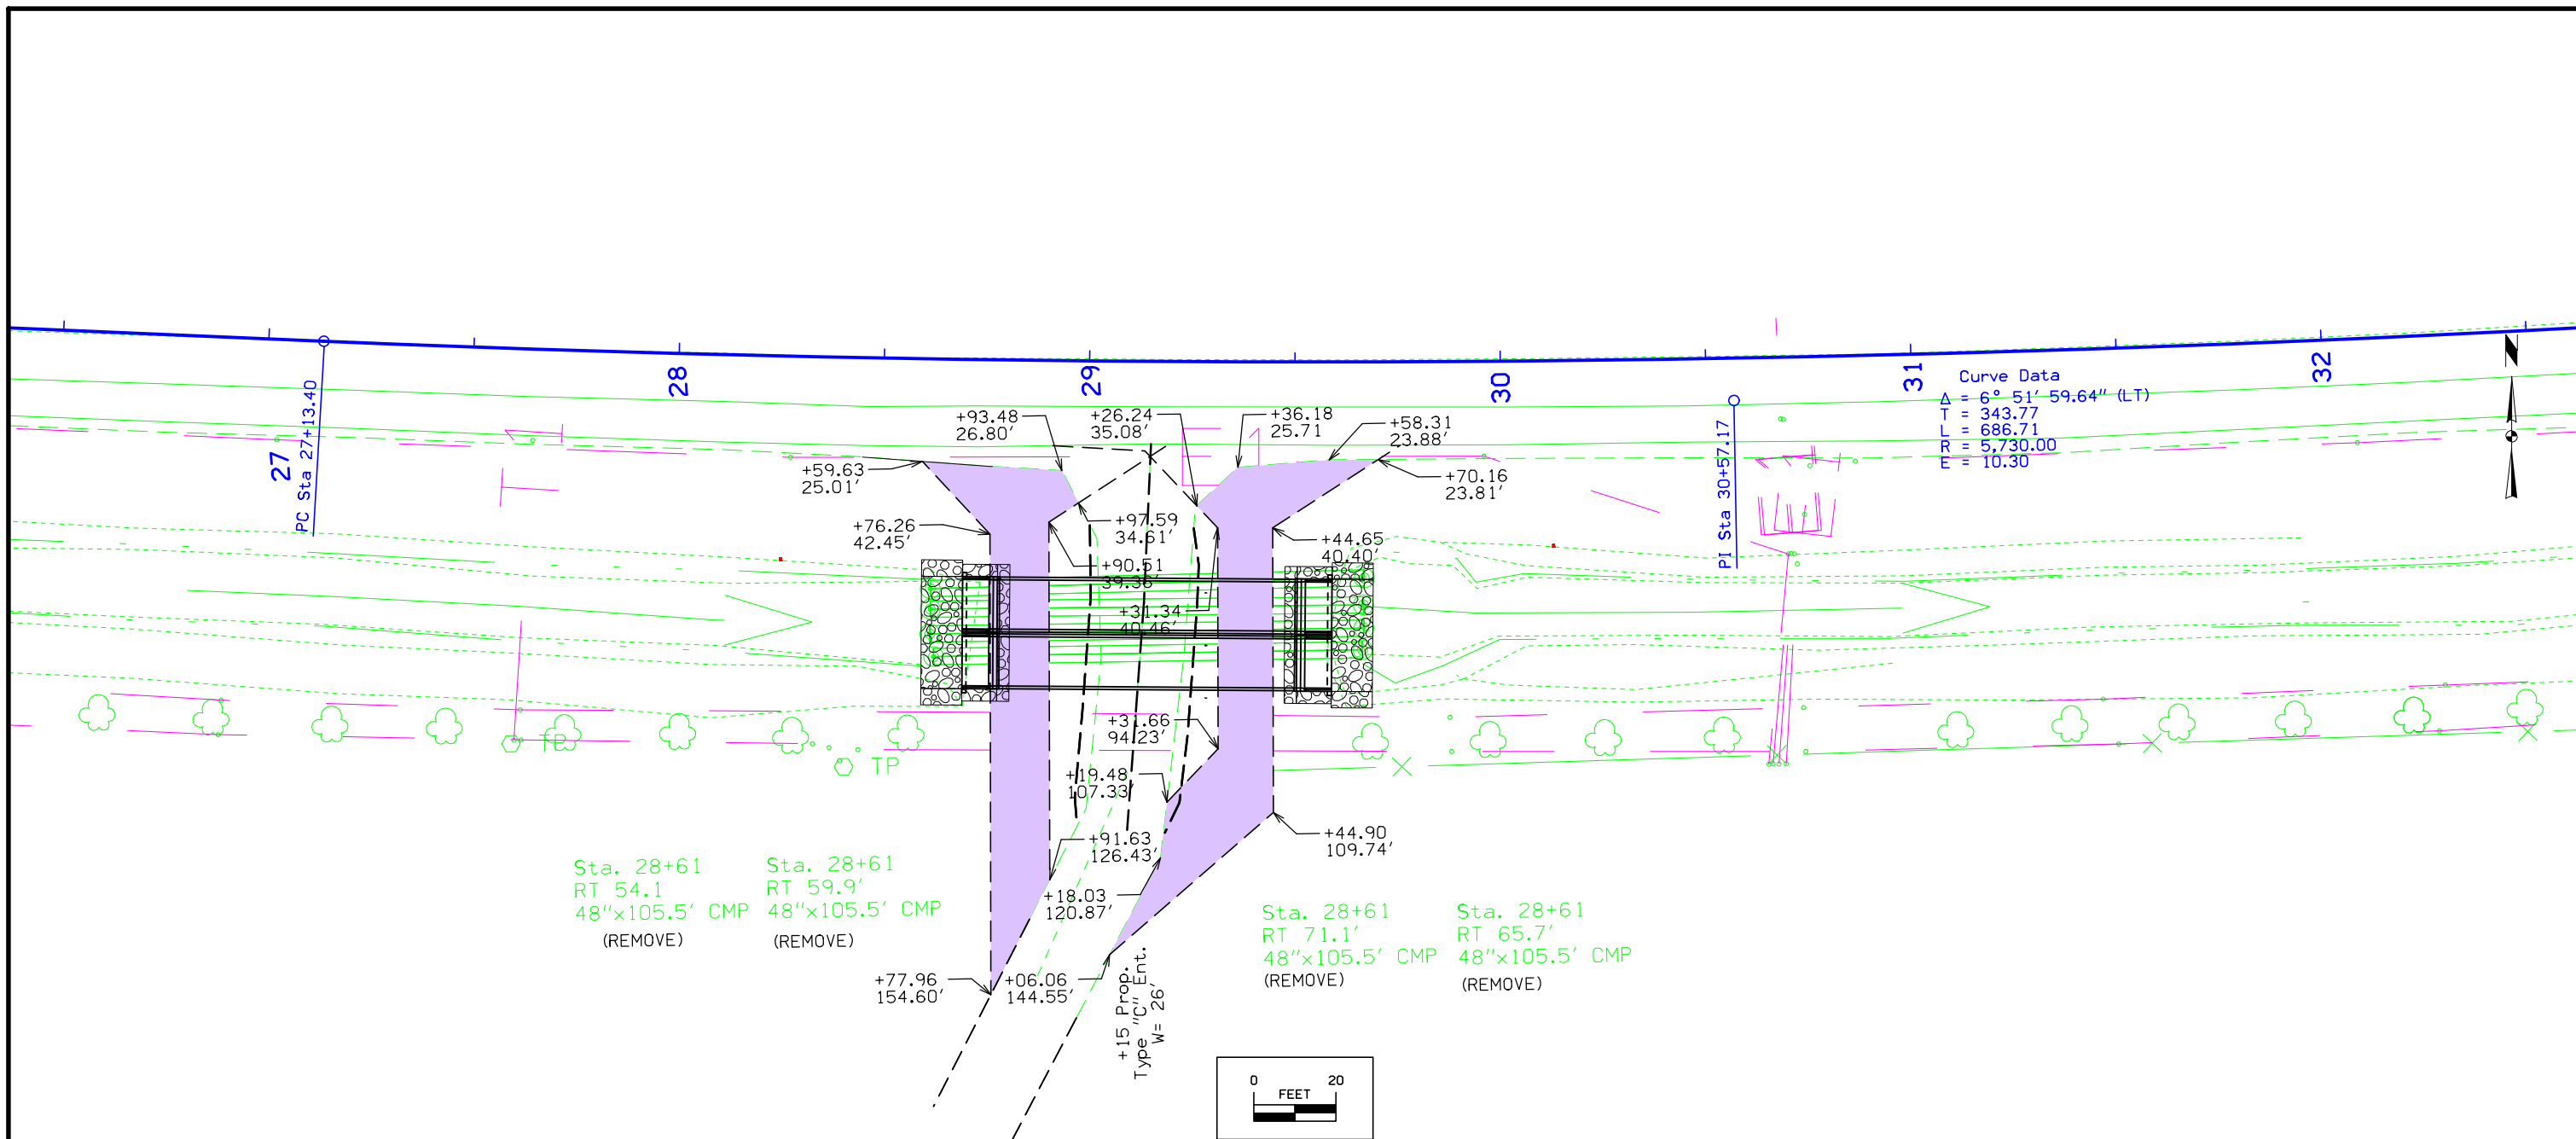 27
PC Sta 27+13.40
28
29
30
31
32
PI Sta 30+57.17
Curve Data
Δ = 6° 51' 59.64" (LT)
T = 343.77
L = 686.71
R = 5,730.00
E = 10.30
+93.48
26.80'
+26.24
35.08'
+36.18
25.71
+58.31
23.88'
+59.63
25.01'
+70.16
23.81'
+76.26
42.45'
+97.59
34.61'
+44.65
40.40'
+90.51
39.36'
+31.34
40.46'
+31.66
94.23'
TP
TP
+19.48
107.33'
+91.63
126.43'
+44.90
109.74'
+18.03
120.87'
Sta. 28+61
RT 54.1
48"x105.5' CMP
(REMOVE)
Sta. 28+61
RT 59.9'
48"x105.5' CMP
(REMOVE)
Sta. 28+61
RT 71.1'
48"x105.5' CMP
(REMOVE)
Sta. 28+61
RT 65.7'
48"x105.5' CMP
(REMOVE)
+77.96
154.60'
+06.06
144.55'
+15 Prop.
Type "C" Ent.
W= 26'
N
0 20
FEET